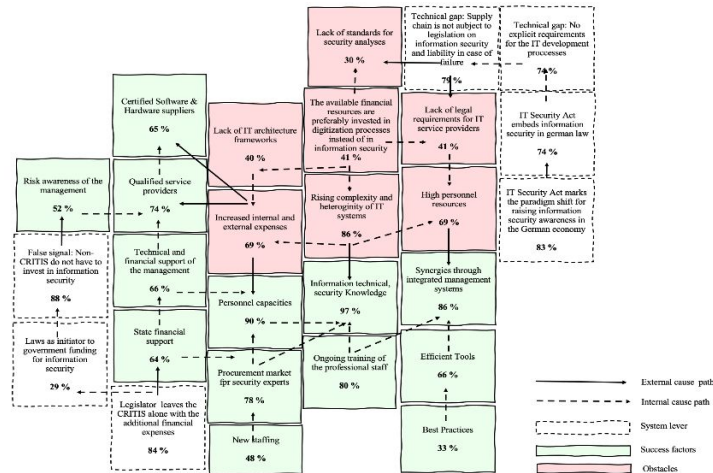 Lack of standards for
security analyses
30 %
Technical gap: Supply
chain is not subject to
legislation on
information security
and liability in case of
failure
79 %
Technical gap: No
explicit requirements
for the IT development
proccesses
74 %
Certified Software &
Hardware suppliers
65 %
Lack of IT architecture
frameworks
40 %
The available financial
resources are
preferably invested in
digitization processes
instead of in
information security
41 %
Lack of legal
requirements for IT
service providers
41 %
IT Security Act
embeds information
security in german law
74 %
Risk awareness of the
management
52 %
Qualified service
providers
74 %
Increased internal and
external expenses
69 %
Rising complexity and
heteroginity of IT
systems
86 %
High personnel
resources
69 %
IT Security Act marks
the paradigm shift for
raising information
security awareness in
the German economy
83 %
False signal: Non-
CRITIS do not have to
invest in information
security
88 %
Technical and
financial support of
the management
66 %
Personnel capacities
90 %
Information technical,
security Knowledge
97 %
Synergies through
integrated management
systems
86 %
Laws as initiator to
government funding
for information
security
29 %
State financial
support
64 %
Procurement market
fpr security experts
78 %
Ongoing training of
the professional staff
80 %
Efficient Tools
66 %
Legislator leaves the
CRITIS alone with the
additional financial
expenses
84 %
New staffing
48 %
Best Practices
33 %
External cause path
Internal cause path
System lever
Success factors
Obstacles